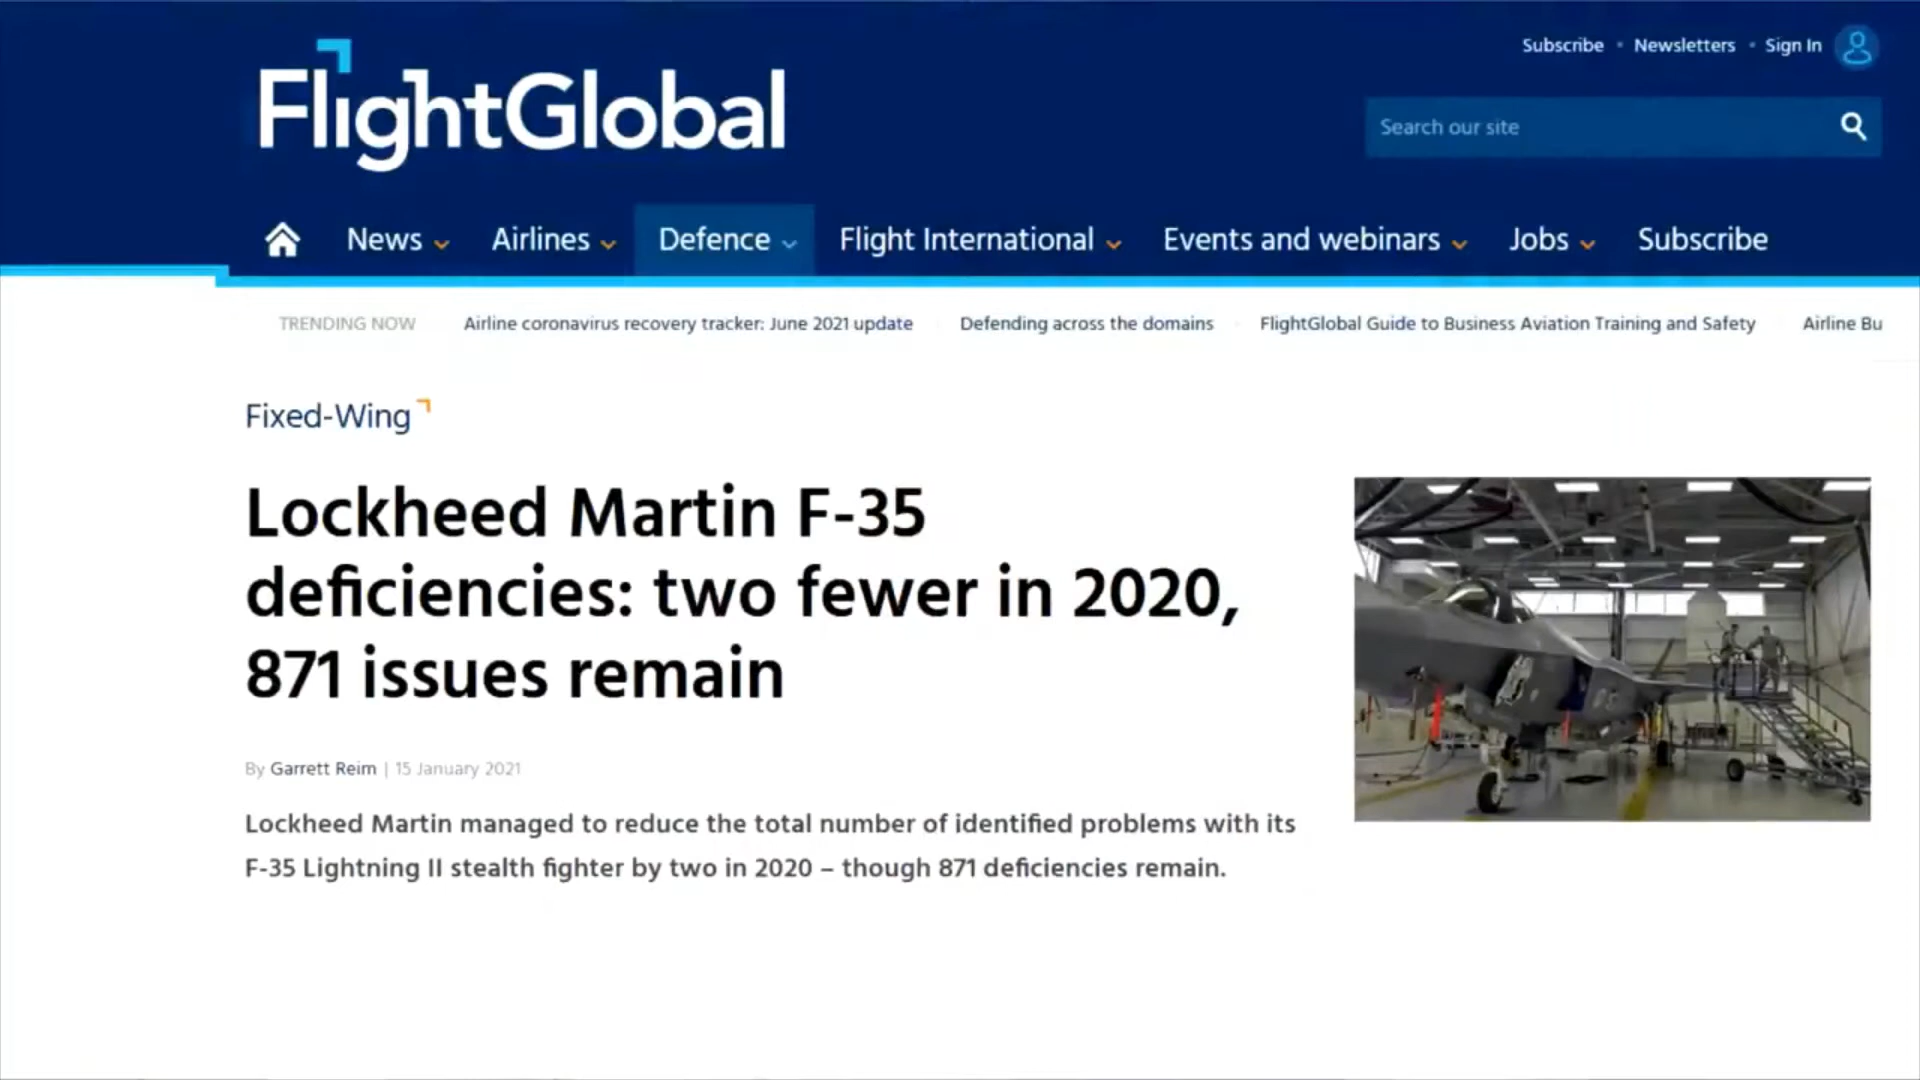 Subscribe • Newsletters • Sign In
FlightGlobal
Search our site
News Airlines Defence Flight International Events and webinars Jobs Subscribe
TRENDING NOW Airline coronavirus recovery tracker: June 2021 update Defending across the domains FlightGlobal Guide to Business Aviation Training and Safety Airline Bu
Fixed-Wing
Lockheed Martin F-35
deficiencies: two fewer in 2020,
871 issues remain
By Garrett Reim | 15 January 2021
Lockheed Martin managed to reduce the total number of identified problems with its
F-35 Lightning II stealth fighter by two in 2020 – though 871 deficiencies remain.